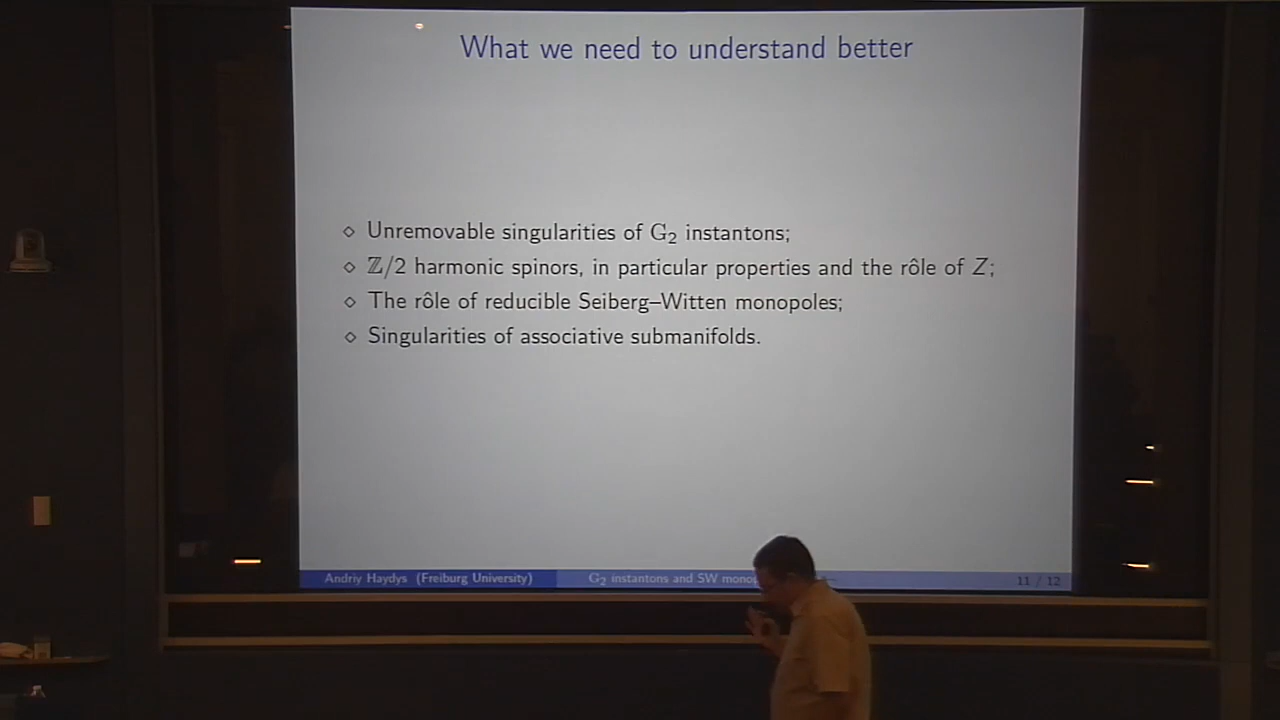 What we need to understand better
⋄ Unremovable singularities of G₂ instantons;
⋄ ℤ/2 harmonic spinors, in particular properties and the rôle of Z;
⋄ The rôle of reducible Seiberg–Witten monopoles;
⋄ Singularities of associative submanifolds.
Andriy Haydys (Freiburg University) G₂ instantons and SW 11 / 12